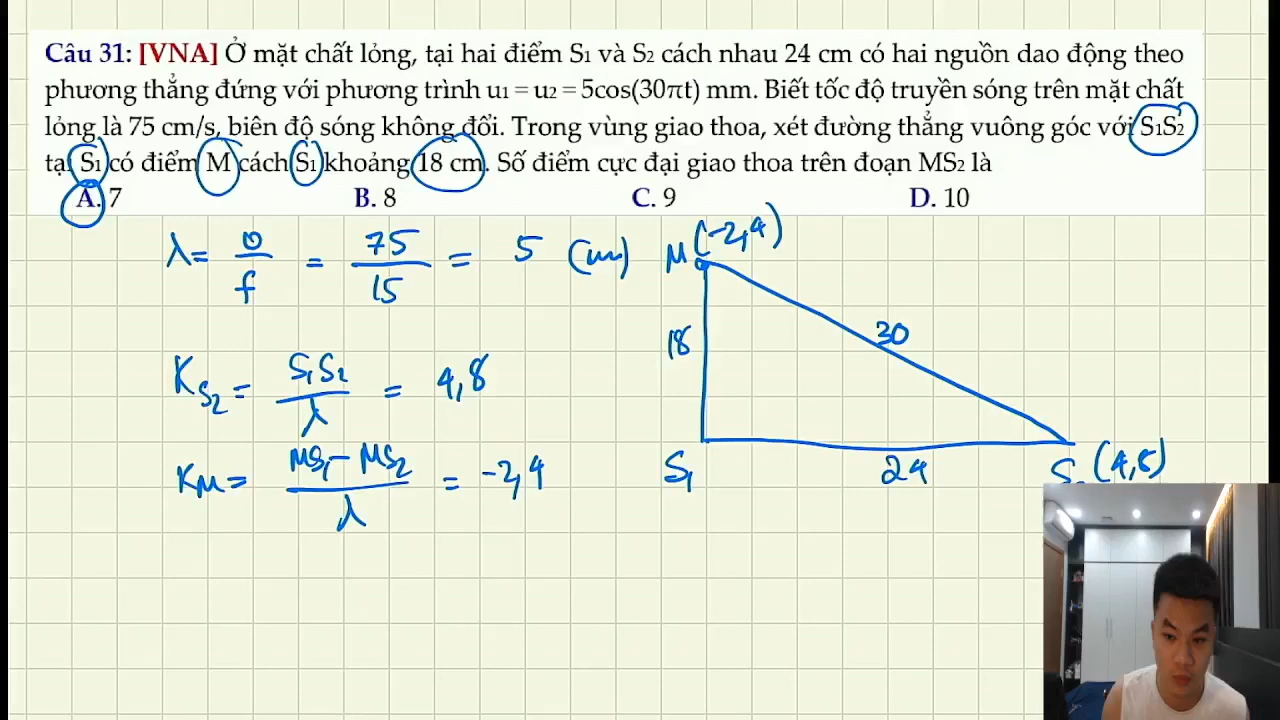 Câu 31: [VNA] Ở mặt chất lỏng, tại hai điểm S1 và S2 cách nhau 24 cm có hai nguồn dao động theo
phương thẳng đứng với phương trình u1 = u2 = 5cos(30πt) mm. Biết tốc độ truyền sóng trên mặt chất
lỏng là 75 cm/s, biên độ sóng không đổi. Trong vùng giao thoa, xét đường thẳng vuông góc với S1S2
tại S1 có điểm M cách S1 khoảng 18 cm. Số điểm cực đại giao thoa trên đoạn MS2 là
A. 7 B. 8 C. 9 D. 10
λ = v/f = 75/15 = 5 (cm)
M (-2,4)
18
30
K S2 = S1S2/λ = 4,8
KM = MS1 - MS2/λ = -2,4
S1
24
(4,8)